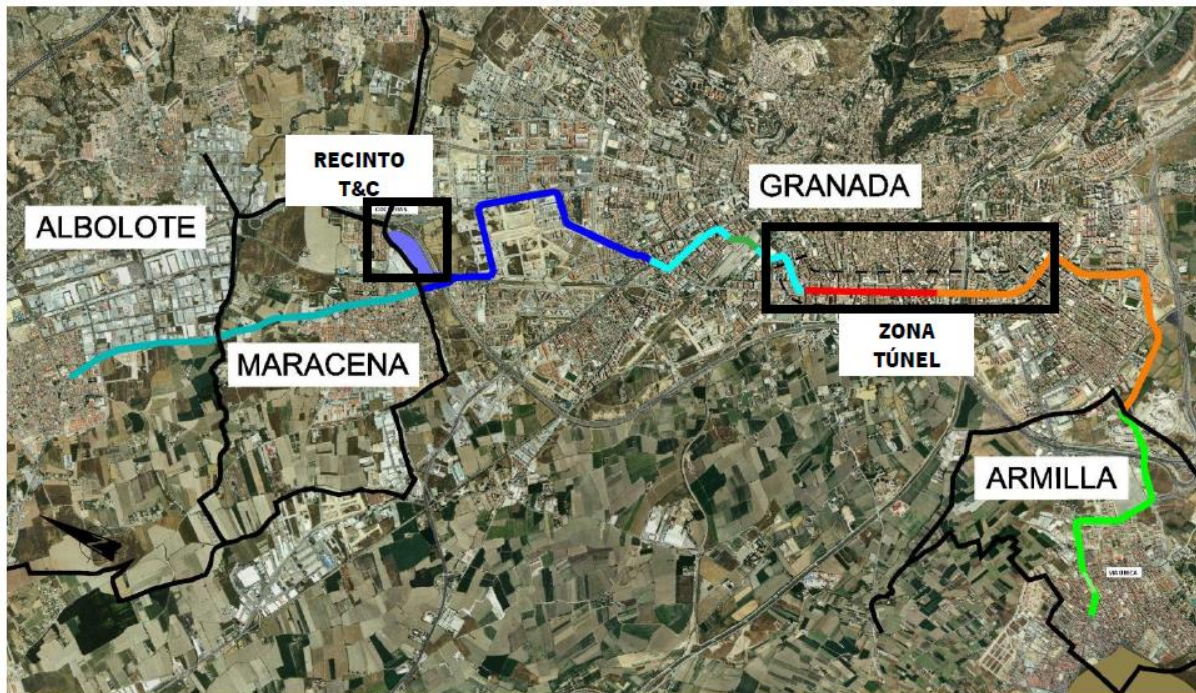 RECINTO
T&C
GRANADA
ALBOLOTE
ZONA
TÚNEL
MARACENA
ARMILLA